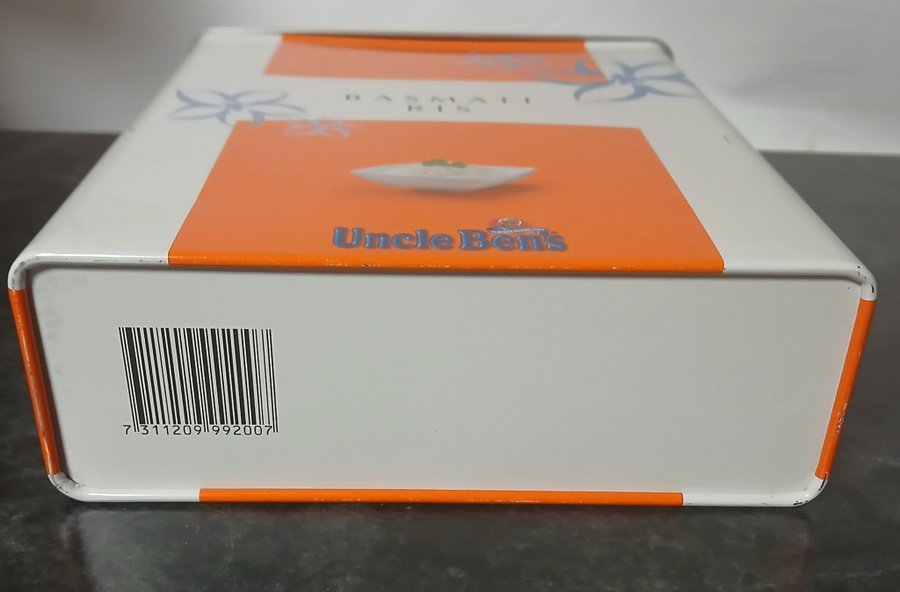 BASMATI
RIS
Uncle Ben's
7 311209 992007